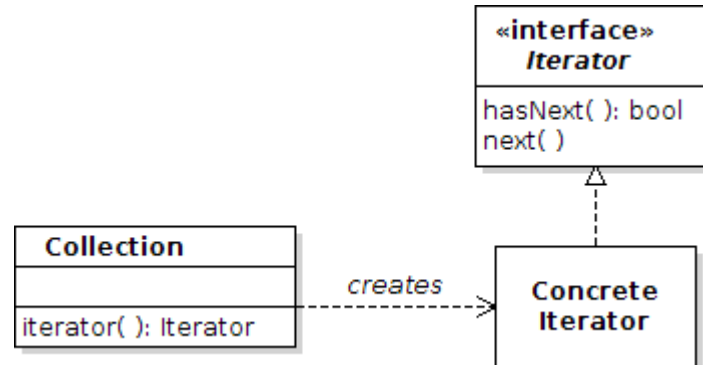 «interface»
Iterator
hasNext( ): bool
next( )
Collection
iterator( ): Iterator
creates
Concrete
Iterator